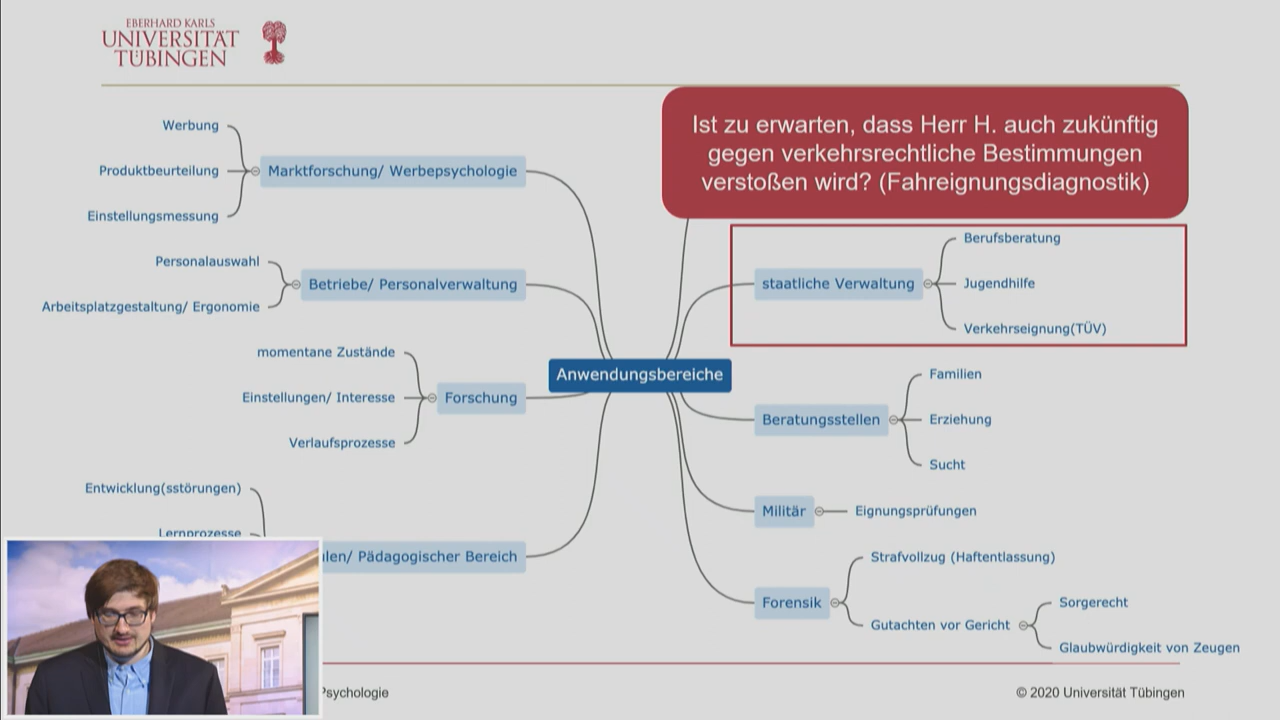 EBERHARD KARLS
UNIVERSITÄT
TÜBINGEN
Ist zu erwarten, dass Herr H. auch zukünftig
gegen verkehrsrechtliche Bestimmungen
verstoßen wird? (Fahreignungsdiagnostik)
Werbung
Produktbeurteilung
Einstellungsmessung
Marktforschung/ Werbepsychologie
Personalauswahl
Arbeitsplatzgestaltung/ Ergonomie
Betriebe/ Personalverwaltung
momentane Zustände
Einstellungen/ Interesse
Verlaufsprozesse
Forschung
Entwicklung(sstörungen)
Lernprozesse
Pädagogischer Bereich
Anwendungsbereiche
staatliche Verwaltung
Berufsberatung
Jugendhilfe
Verkehrseignung(TÜV)
Beratungsstellen
Familien
Erziehung
Sucht
Militär
Eignungsprüfungen
Forensik
Strafvollzug (Haftentlassung)
Gutachten vor Gericht
Sorgerecht
Glaubwürdigkeit von Zeugen
Psychologie
© 2020 Universität Tübingen